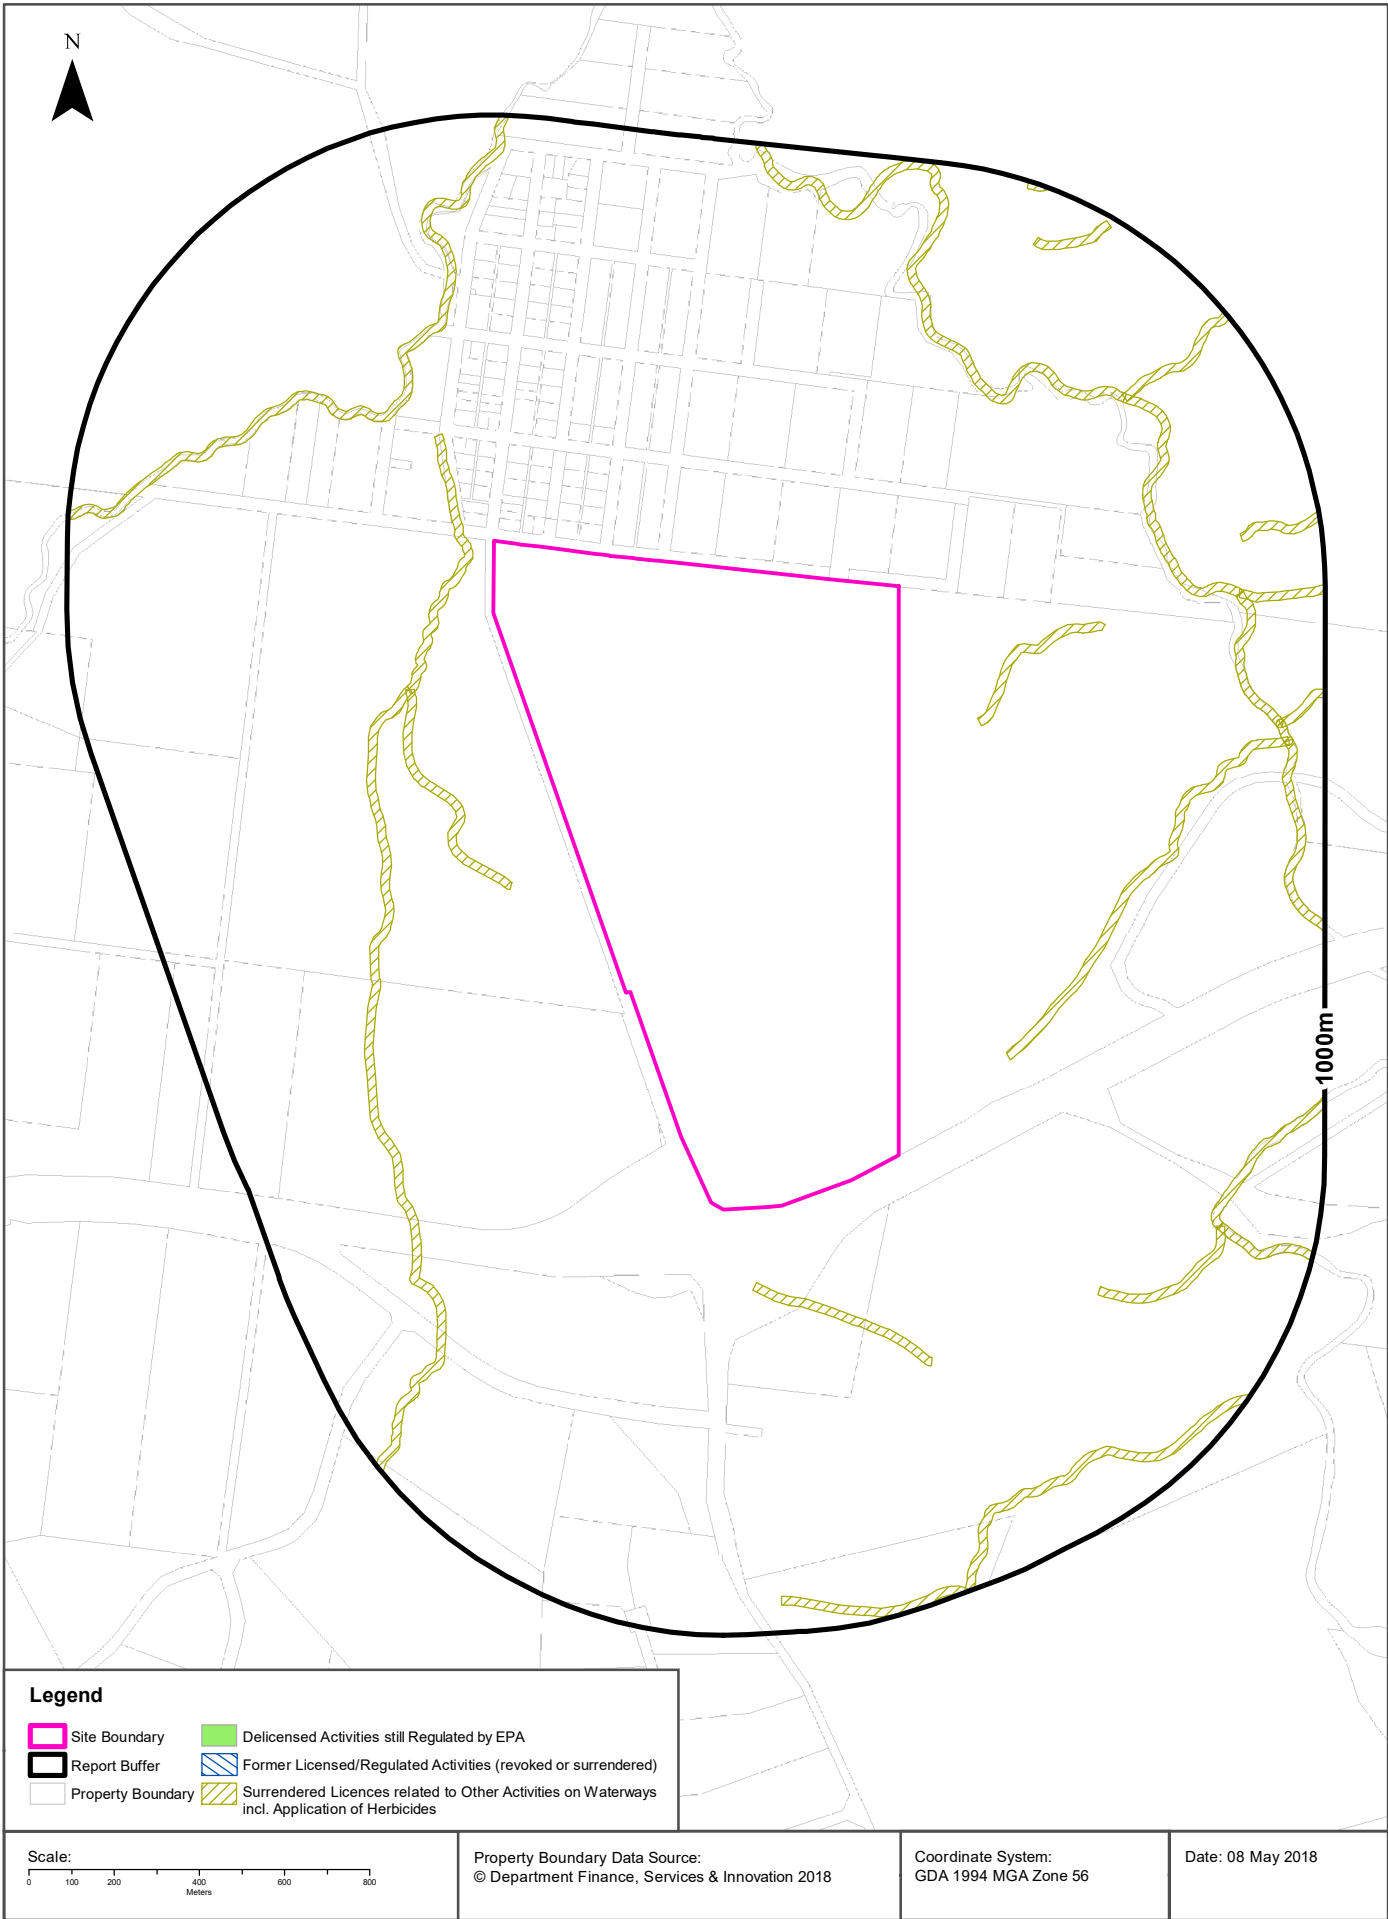 N
1000m
Legend
Site Boundary
Report Buffer
Property Boundary
Delicensed Activities still Regulated by EPA
Former Licensed/Regulated Activities (revoked or surrendered)
Surrendered Licences related to Other Activities on Waterways
incl. Application of Herbicides
Scale:
0 100 200 400 600 800
Meters
Property Boundary Data Source:
© Department Finance, Services & Innovation 2018
Coordinate System:
GDA 1994 MGA Zone 56
Date: 08 May 2018